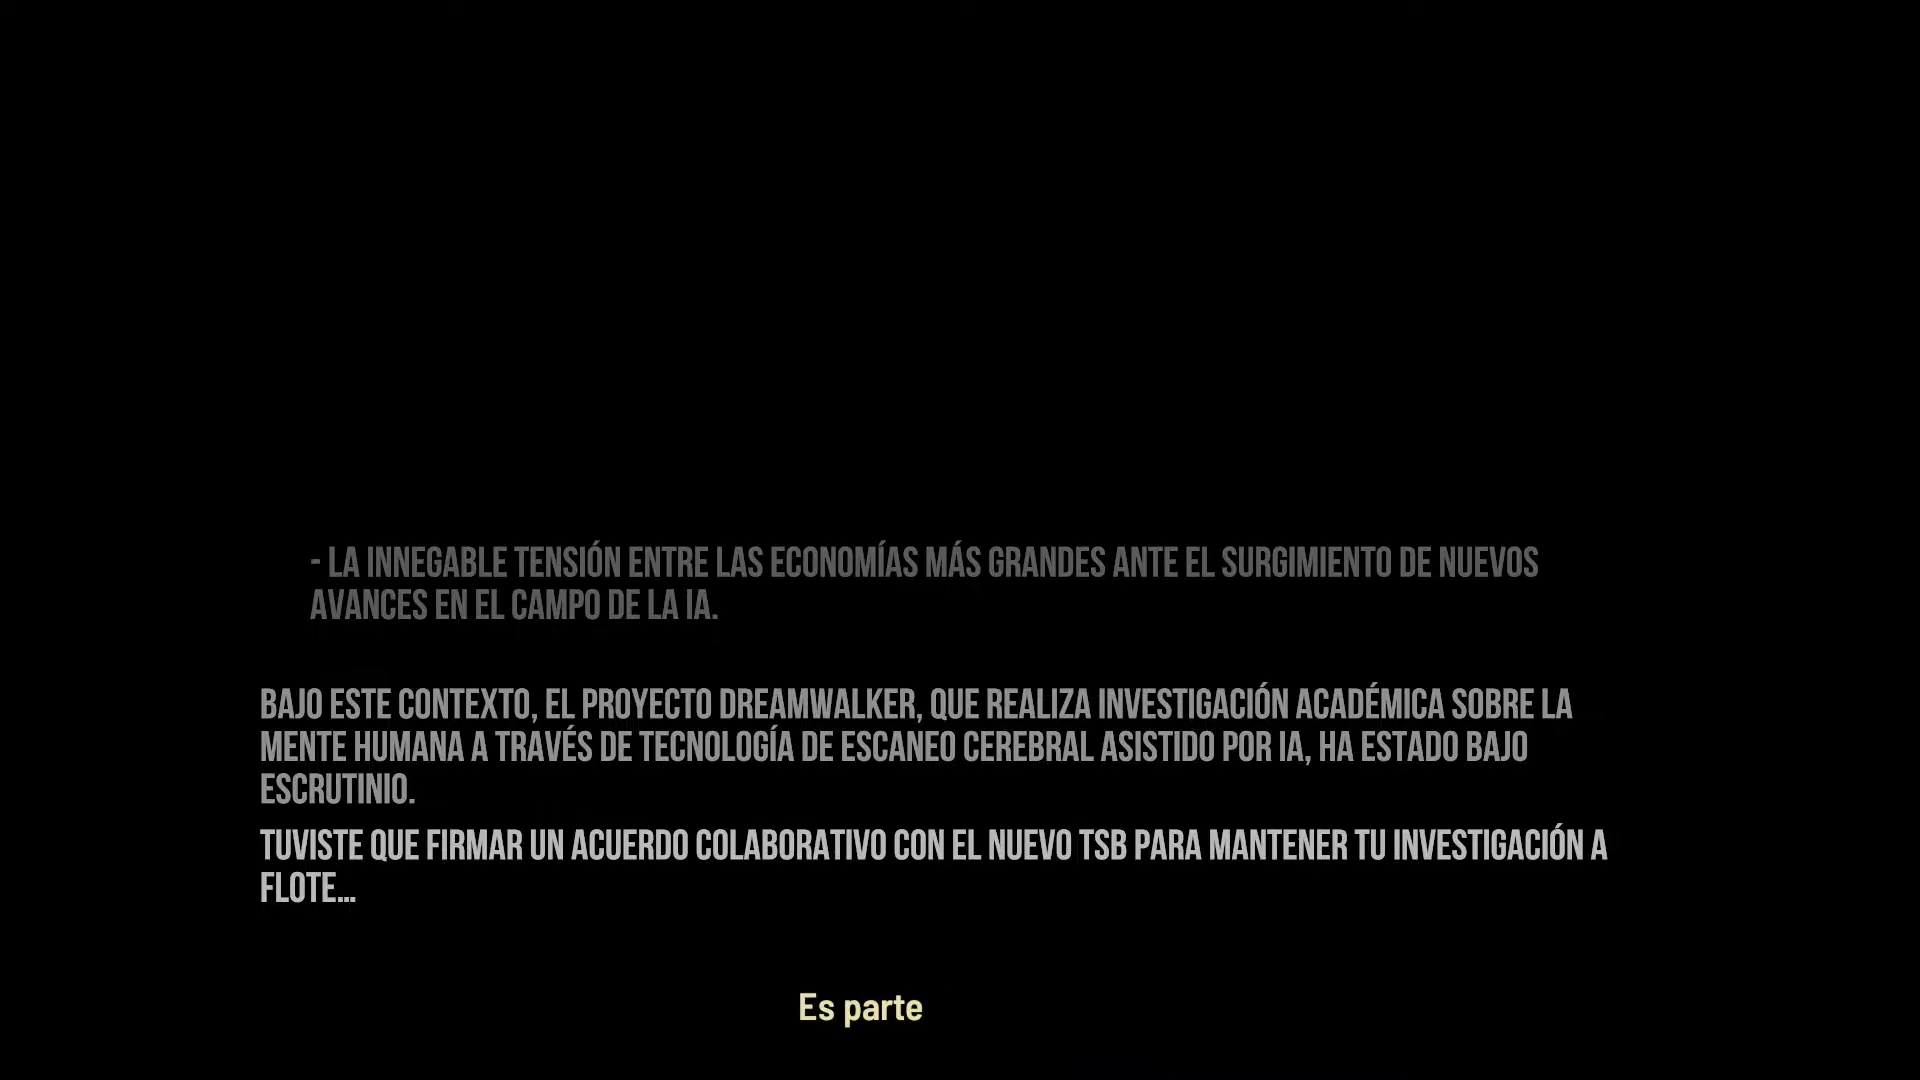 - LA INNEGABLE TENSIÓN ENTRE LAS ECONOMÍAS MÁS GRANDES ANTE EL SURGIMIENTO DE NUEVOS
AVANCES EN EL CAMPO DE LA IA.
BAJO ESTE CONTEXTO, EL PROYECTO DREAMWALKER, QUE REALIZA INVESTIGACIÓN ACADÉMICA SOBRE LA
MENTE HUMANA A TRAVÉS DE TECNOLOGÍA DE ESCANEO CEREBRAL ASISTIDO POR IA, HA ESTADO BAJO
ESCRUTINIO.
TUVISTE QUE FIRMAR UN ACUERDO COLABORATIVO CON EL NUEVO TSB PARA MANTENER TU INVESTIGACIÓN A
FLOTE...
Es parte